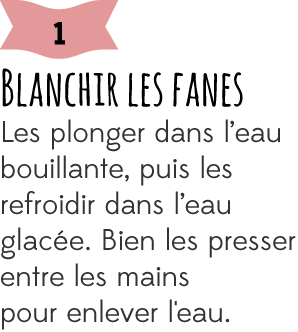 1
BLANCHIR LES FANES
Les plonger dans l’eau
bouillante, puis les
refroidir dans l’eau
glacée. Bien les presser
entre les mains
pour enlever l'eau.